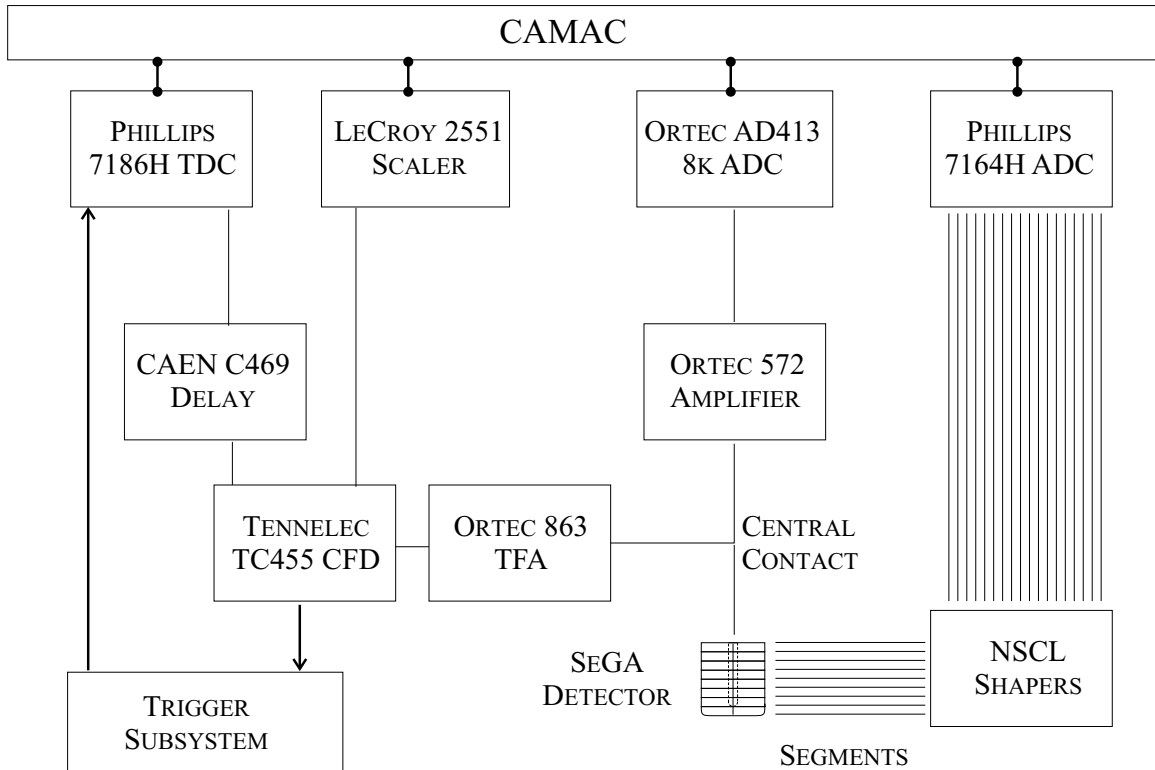 CAMAC
PHILLIPS
7186H TDC
LECROY 2551
SCALER
ORTEC AD413
8K ADC
PHILLIPS
7164H ADC
CAEN C469
DELAY
ORTEC 572
AMPLIFIER
TENNELEC
TC455 CFD
ORTEC 863
TFA
CENTRAL
CONTACT
SEGA
DETECTOR
NSCL
SHAPERS
TRIGGER
SUBSYSTEM
SEGMENTS